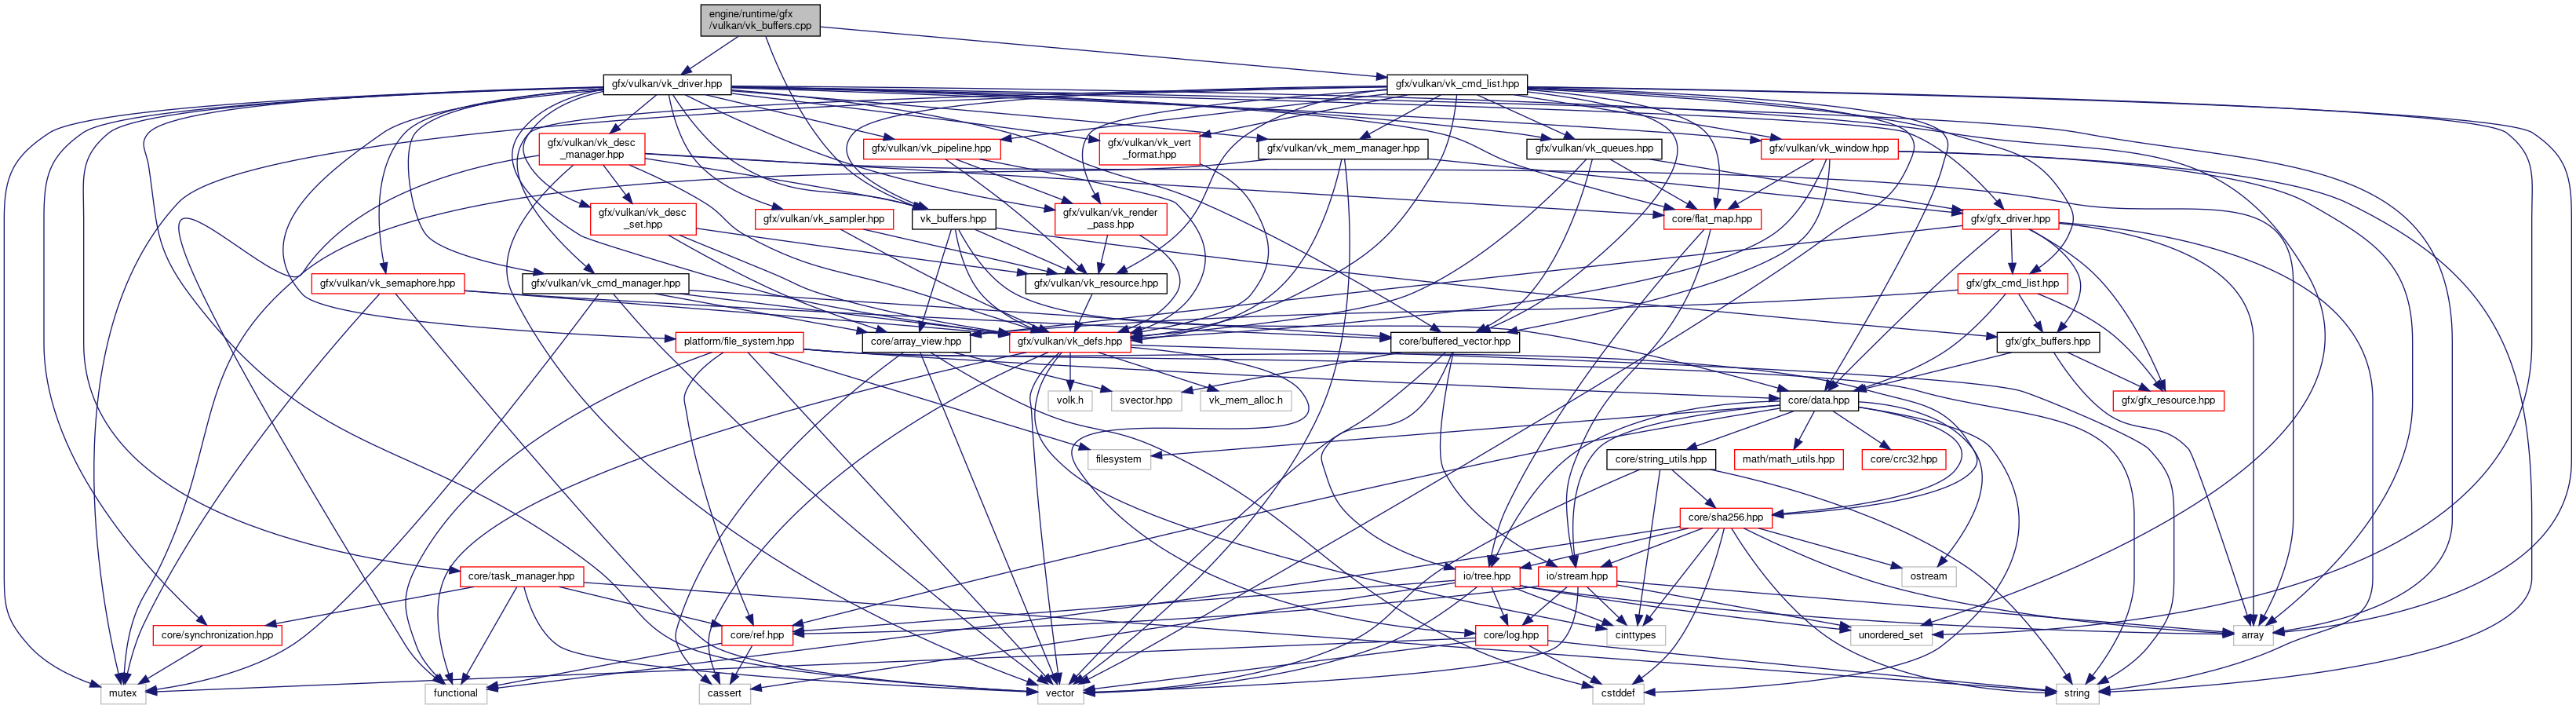 engine/runtime/gfx
/vulkan/vk_buffers.cpp
gfx/vulkan/vk_driver.hpp
gfx/vulkan/vk_cmd_list.hpp
gfx/vulkan/vk_desc
_manager.hpp
gfx/vulkan/vk_pipeline.hpp
gfx/vulkan/vk_vert
_format.hpp
gfx/vulkan/vk_mem_manager.hpp
gfx/vulkan/vk_queues.hpp
gfx/vulkan/vk_window.hpp
gfx/vulkan/vk_desc
_set.hpp
gfx/vulkan/vk_sampler.hpp
vk_buffers.hpp
gfx/vulkan/vk_render
_pass.hpp
core/flat_map.hpp
gfx/gfx_driver.hpp
gfx/vulkan/vk_semaphore.hpp
gfx/vulkan/vk_cmd_manager.hpp
gfx/vulkan/vk_resource.hpp
gfx/gfx_cmd_list.hpp
platform/file_system.hpp
core/array_view.hpp
gfx/vulkan/vk_defs.hpp
core/buffered_vector.hpp
gfx/gfx_buffers.hpp
volk.h
svector.hpp
vk_mem_alloc.h
core/data.hpp
gfx/gfx_resource.hpp
filesystem
core/string_utils.hpp
math/math_utils.hpp
core/crc32.hpp
core/sha256.hpp
core/task_manager.hpp
io/tree.hpp
io/stream.hpp
ostream
core/synchronization.hpp
core/ref.hpp
core/log.hpp
cinttypes
unordered_set
array
mutex
functional
cassert
vector
cstddef
string